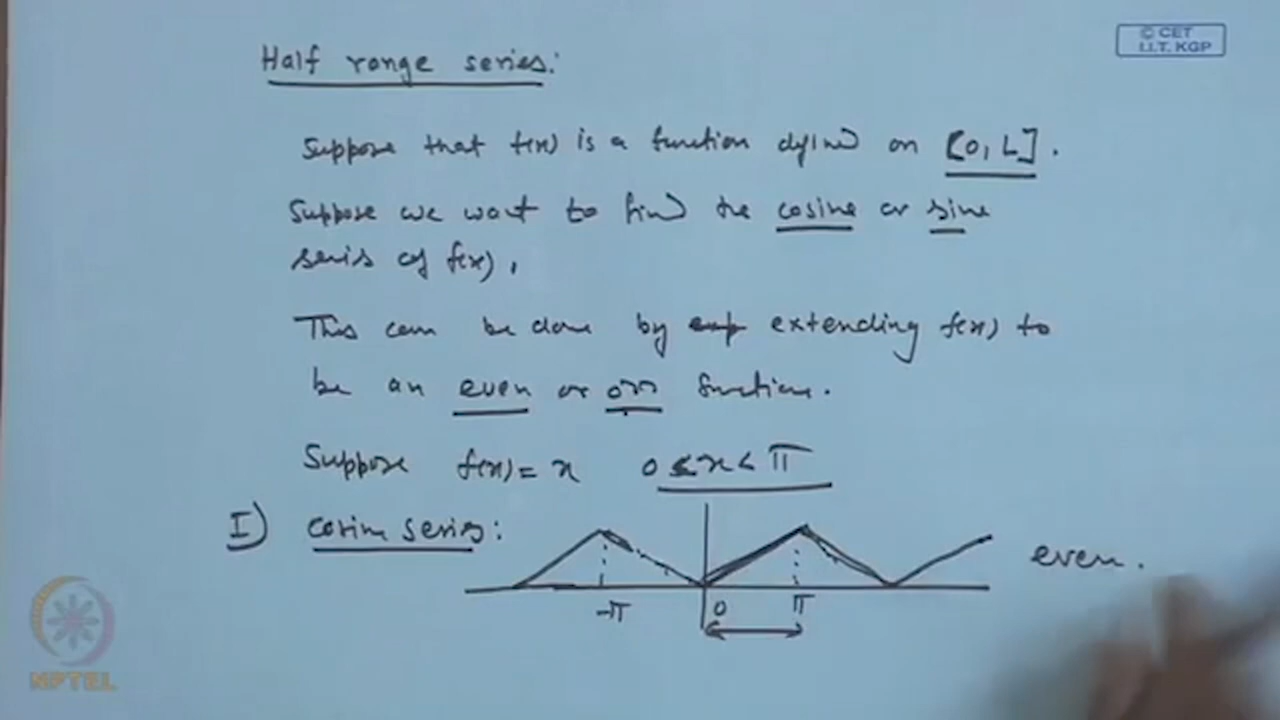 © CET
I.I.T. KGP
Half range series:
Suppose that f(x) is a function defined on [0, L].
Suppose we want to find the cosine or sine
series of f(x),
This can be done by extending f(x) to
be an even or odd function.
Suppose f(x) = x 0 ≤ x < π
I) Cosine series:
even.
-π 0 π
NPTEL